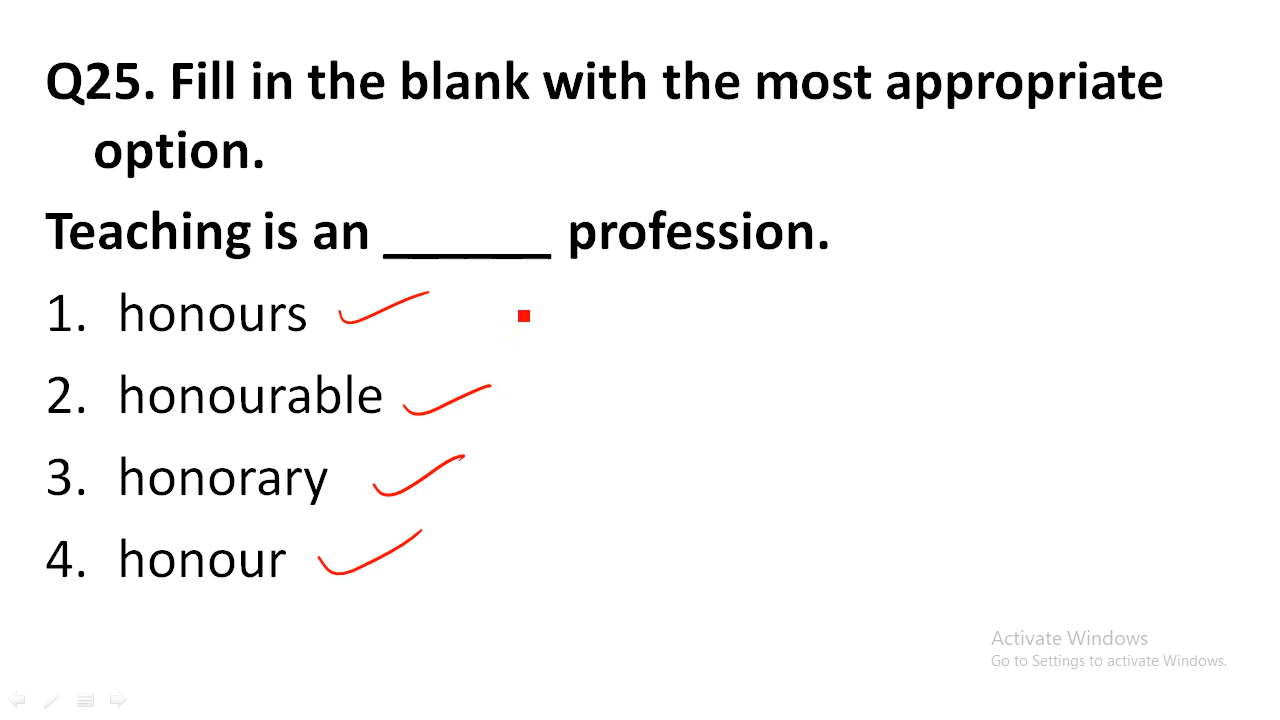 Q25. Fill in the blank with the most appropriate
option.
Teaching is an ______ profession.
1. honours
2. honourable
3. honorary
4. honour
Activate Windows
Go to Settings to activate Windows.